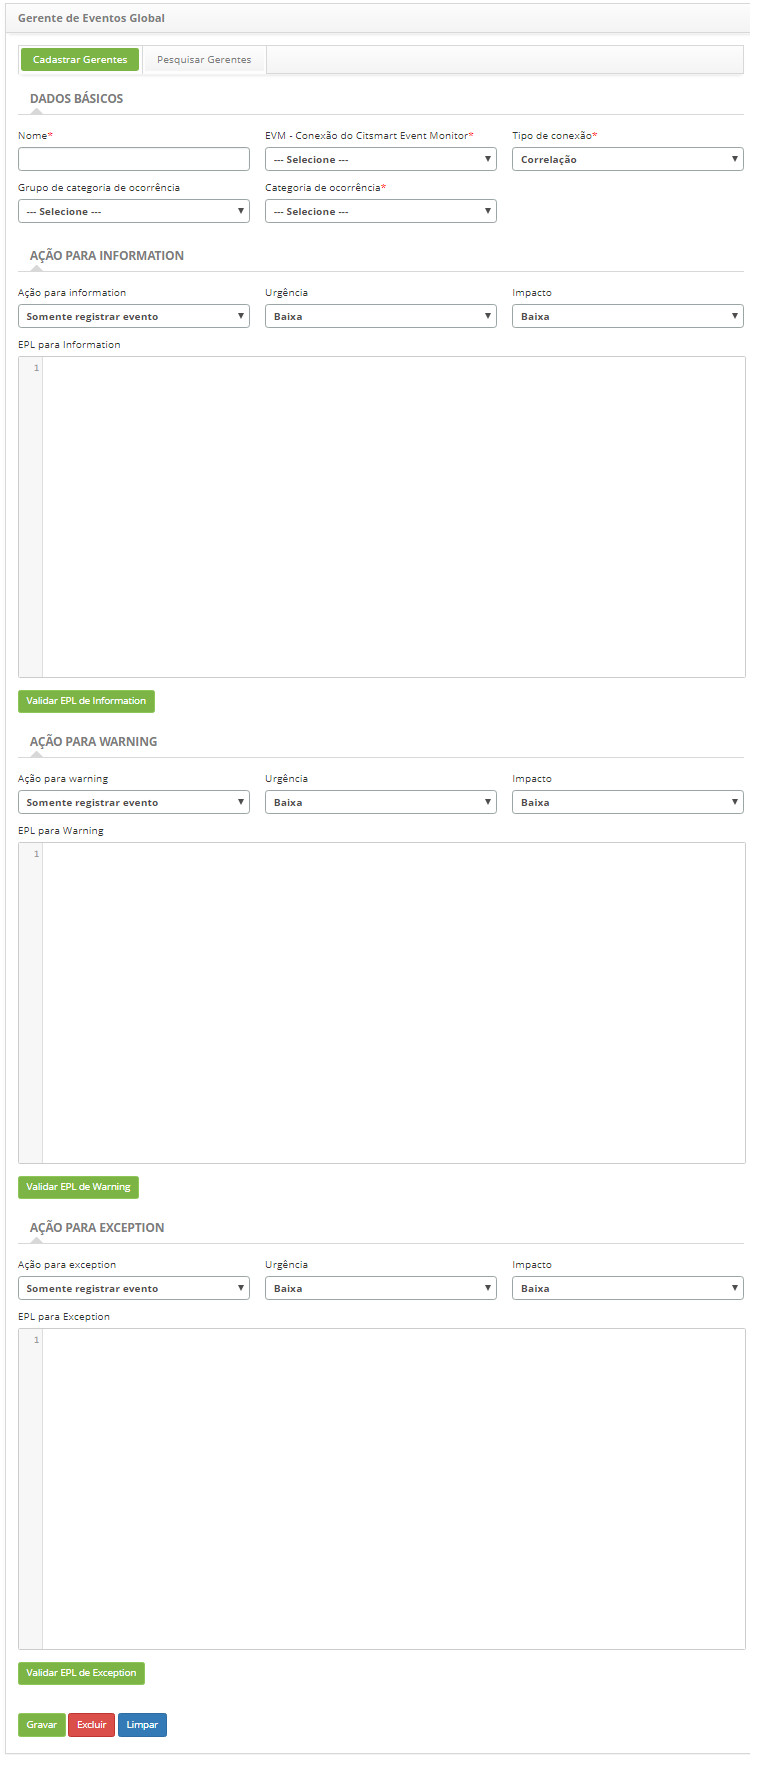 Gerente de Eventos Global
Cadastrar Gerentes Pesquisar Gerentes
DADOS BÁSICOS
Nome* EVM - Conexão do Citsmart Event Monitor* Tipo de conexão*
--- Selecione --- Correlação
Grupo de categoria de ocorrência Categoria de ocorrência*
--- Selecione --- --- Selecione ---
AÇÃO PARA INFORMATION
Ação para information Urgência Impacto
Somente registrar evento Baixa Baixa
EPL para Information
1
Validar EPL de Information
AÇÃO PARA WARNING
Ação para warning Urgência Impacto
Somente registrar evento Baixa Baixa
EPL para Warning
1
Validar EPL de Warning
AÇÃO PARA EXCEPTION
Ação para exception Urgência Impacto
Somente registrar evento Baixa Baixa
EPL para Exception
1
Validar EPL de Exception
Gravar Excluir Limpar